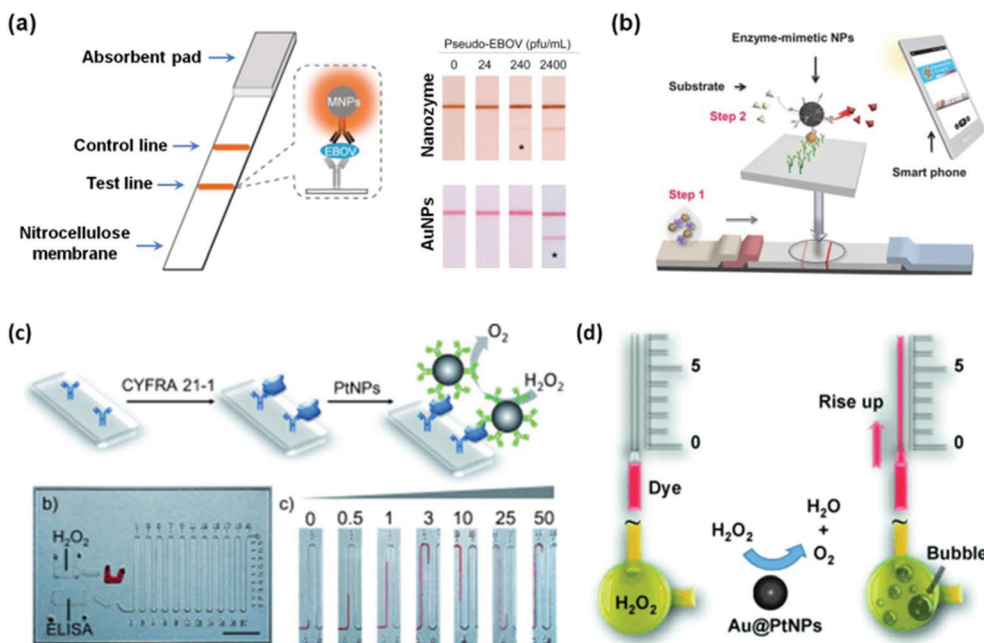 (a)
Absorbent pad
Control line
Test line
Nitrocellulose
membrane
MNPs
EBOV
Pseudo-EBOV (pfu/mL)
0 24 240 2400
Nanozyme
*
AuNPs
*
(b)
Enzyme-mimetic NPs
Substrate
Step 2
Smart phone
Step 1
(c)
CYFRA 21-1
PtNPs
O2
H2O2
b)
H2O2
ELISA
c)
0 0.5 1 3 10 25 50
(d)
5
0
Dye
~
H2O2
H2O2
H2O
+
O2
Au@PtNPs
5
Rise up
0
~
Bubble